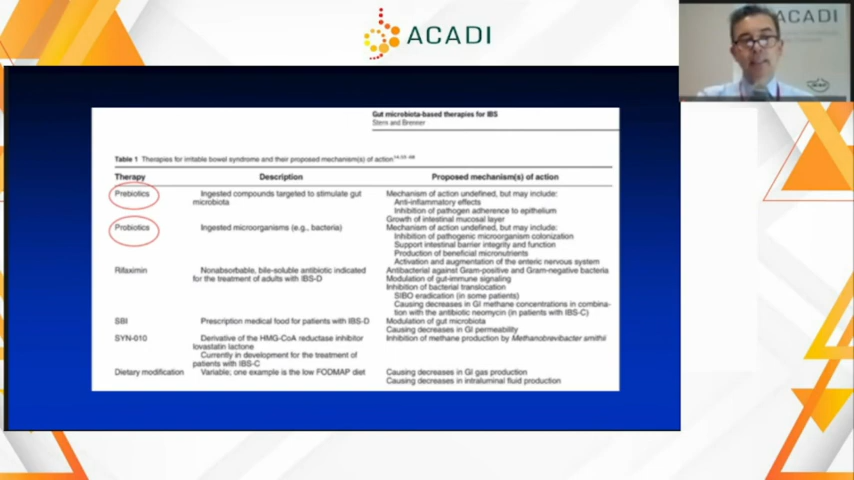 ACADI
ACADI
Gut microbiota-based therapies for IBS
Stern and Brenner
Table 1 Therapies for irritable bowel syndrome and their proposed mechanism(s) of action
Therapy Description Proposed mechanism(s) of action
Prebiotics Ingested compounds targeted to stimulate gut Mechanism of action undefined, but may include:
microbiota Anti-inflammatory effects
Inhibition of pathogen adherence to epithelium
Growth of intestinal mucosal layer
Probiotics Ingested microorganisms (e.g., bacteria) Mechanism of action undefined, but may include:
Inhibition of pathogenic microorganism colonization
Support intestinal barrier integrity and function
Production of beneficial micronutrients
Activation and augmentation of the enteric nervous system
Rifaximin Nonabsorbable, bile-soluble antibiotic indicated Antibacterial against Gram-positive and Gram-negative bacteria
for the treatment of adults with IBS-D Modulation of gut-immune signaling
Inhibition of bacterial translocation
SIBO eradication (in some patients)
Causing decreases in GI methane concentrations in combina-
tion with the antibiotic neomycin (in patients with IBS-C)
SBI Prescription medical food for patients with IBS-D Modulation of gut microbiota
Causing decreases in GI permeability
SYN-010 Derivative of the HMG-CoA reductase inhibitor Inhibition of methane production by Methanobrevibacter smithii
lovastatin lactone
Currently in development for the treatment of
patients with IBS-C
Dietary modification Variable; one example is the low FODMAP diet Causing decreases in GI gas production
Causing decreases in intraluminal fluid production